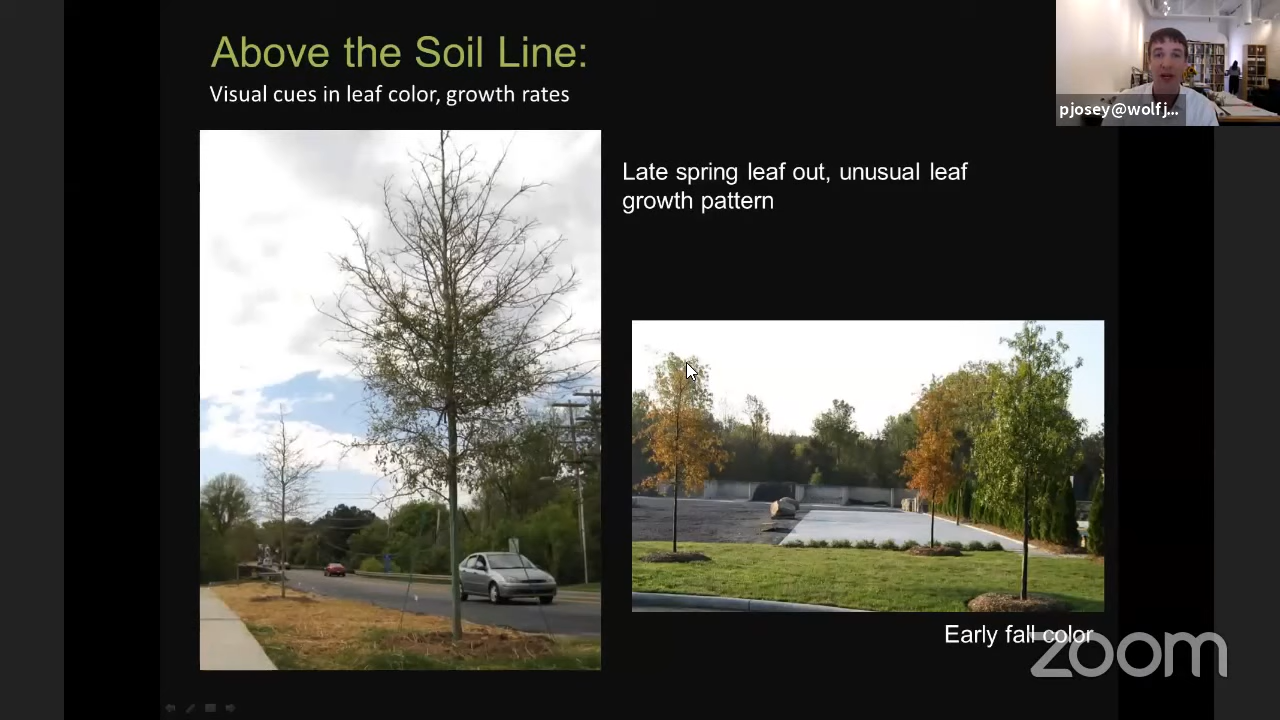 Above the Soil Line:
Visual cues in leaf color, growth rates
pjosey@wolfj...
Late spring leaf out, unusual leaf
growth pattern
Early fall color
zoom